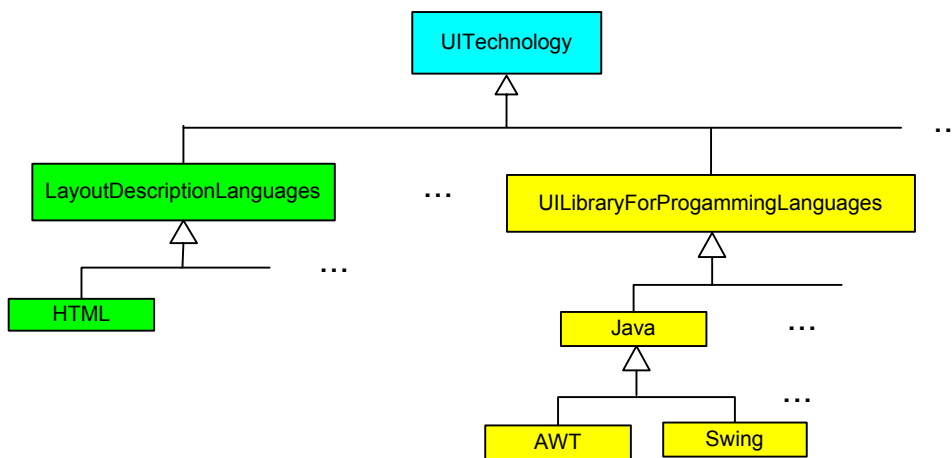 UITechnology
...
LayoutDescriptionLanguages
...
UILibraryForProgammingLanguages
...
HTML
Java
...
...
AWT
Swing